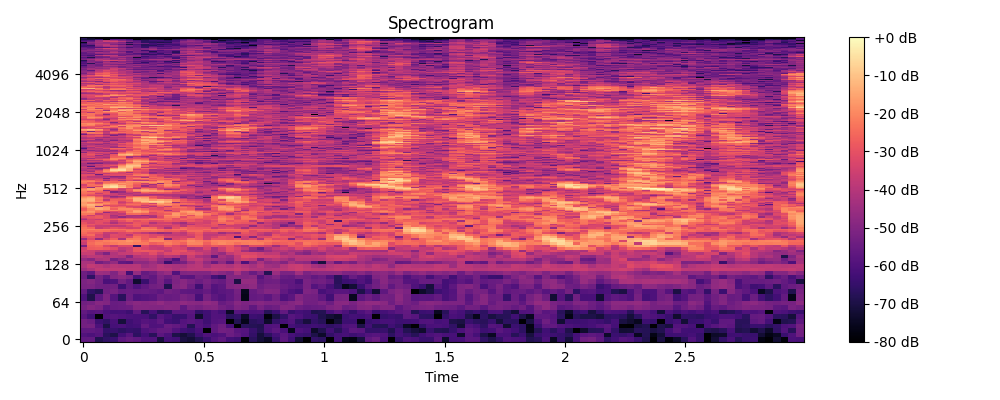 Spectrogram
Hz
4096
2048
1024
512
256
128
64
0
0
0.5
1
1.5
2
2.5
Time
+0 dB
-10 dB
-20 dB
-30 dB
-40 dB
-50 dB
-60 dB
-70 dB
-80 dB